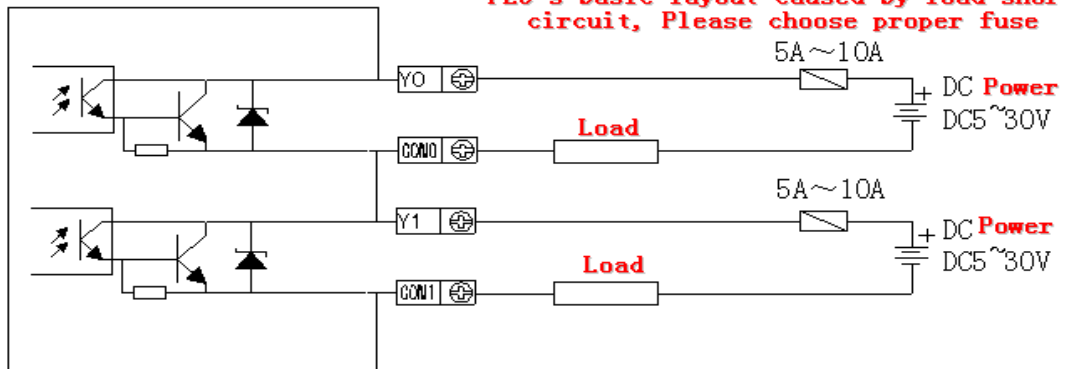 circuit, Please choose proper fuse
5A～10A
Y0
+ DC Power
DC5~30V
Load
COM0
5A～10A
Y1
+ DC Power
DC5~30V
Load
COM1